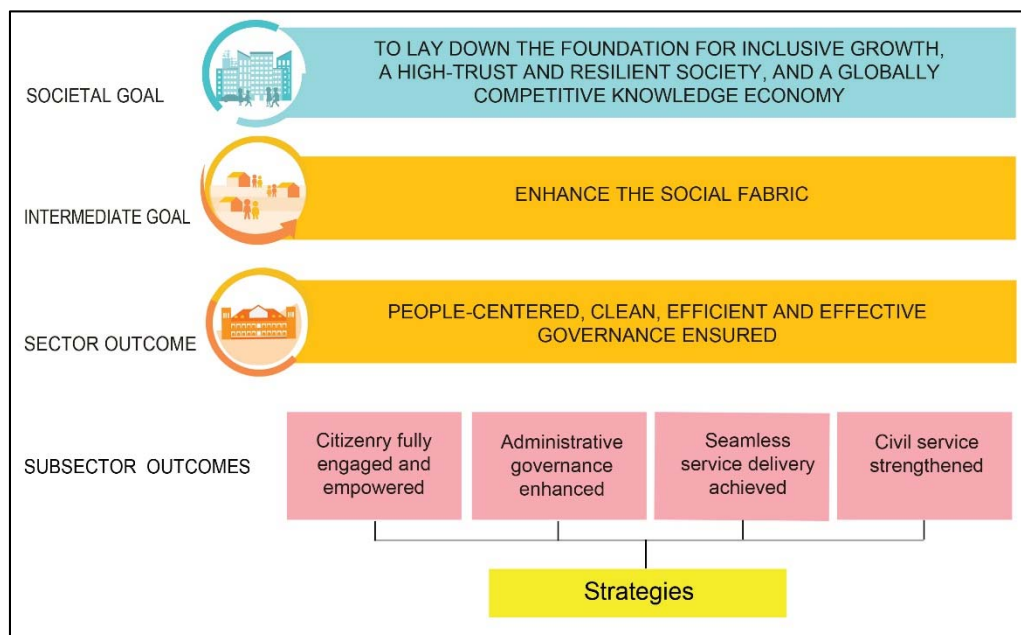 SOCIETAL GOAL
TO LAY DOWN THE FOUNDATION FOR INCLUSIVE GROWTH,
A HIGH-TRUST AND RESILIENT SOCIETY, AND A GLOBALLY
COMPETITIVE KNOWLEDGE ECONOMY
INTERMEDIATE GOAL
ENHANCE THE SOCIAL FABRIC
SECTOR OUTCOME
PEOPLE-CENTERED, CLEAN, EFFICIENT AND EFFECTIVE
GOVERNANCE ENSURED
SUBSECTOR OUTCOMES
Citizenry fully
engaged and
empowered
Administrative
governance
enhanced
Seamless
service delivery
achieved
Civil service
strengthened
Strategies